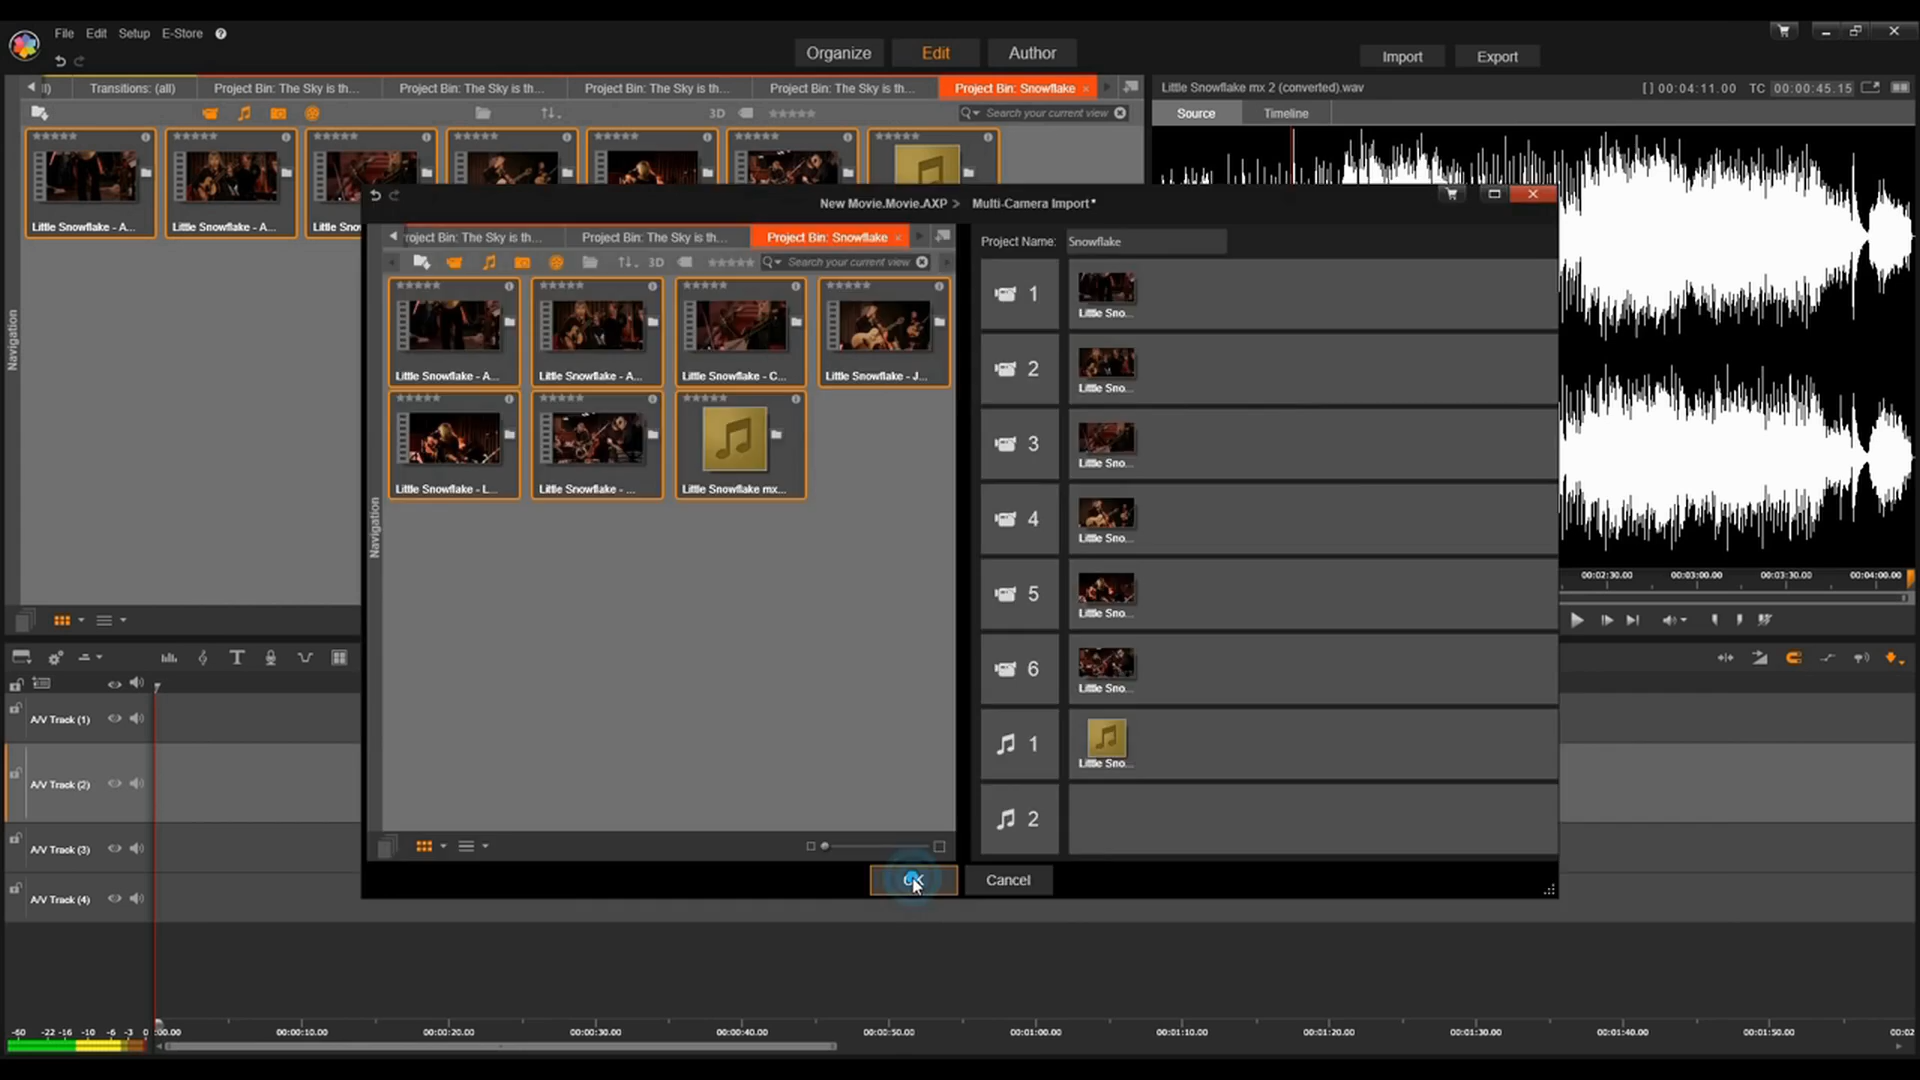 File Edit Setup E-Store ?
Organize Edit Author
Import Export
Transitions: (all) Project Bin: The Sky is th... Project Bin: The Sky is th... Project Bin: The Sky is th... Project Bin: The Sky is th... Project Bin: Snowflake ×
Little Snowflake mx 2 (converted).wav [ ] 00:04:11.00 TC 00:00:45.15
3D Search your current view
Source Timeline
Little Snowflake - A... Little Snowflake - A... Little
New Movie.Movie.AXP > Multi-Camera Import*
roject Bin: The Sky is th... Project Bin: The Sky is th... Project Bin: Snowflake ×
Project Name: Snowflake
3D Search your current view
Navigation
Navigation
Little Snowflake - A... Little Snowflake - A... Little Snowflake - C... Little Snowflake - J...
Little Snowflake - L... Little Snowflake - ... Little Snowflake mx...
1 Little Sno...
2 Little Sno...
3 Little Sno...
4 Little Sno...
5 Little Sno...
6 Little Sno...
1 Little Sno...
2
Cancel
00:02:30.00 00:03:00.00 00:03:30.00 00:04:00.00
A/V Track (1)
A/V Track (2)
A/V Track (3)
A/V Track (4)
-60 -22 -16 -10 -6 -3 0 :00.00 00:00:10.00 00:00:20.00 00:00:30.00 00:00:40.00 00:00:50.00 00:01:00.00 00:01:10.00 00:01:20.00 00:01:30.00 00:01:40.00 00:01:50.00 00:02